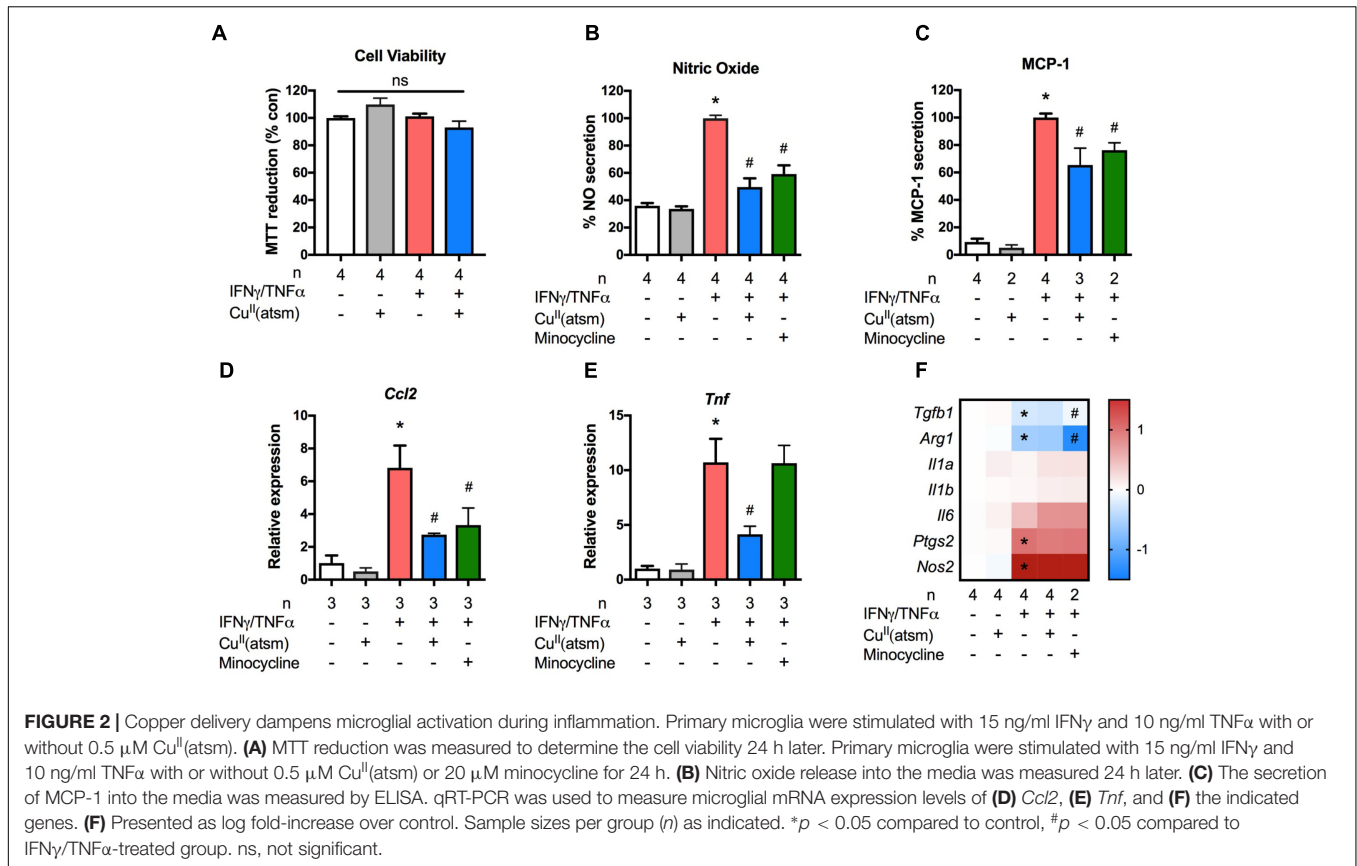 A
Cell Viability
ns
120
100
80
60
40
20
0
MTT reduction (% con)
n 4 4 4 4
IFNγ/TNFα - - + +
Cu^II(atsm) - + - +
B
Nitric Oxide
120
100
80
60
40
20
0
% NO secretion
* # #
n 4 4 4 4 4
IFNγ/TNFα - - + + +
Cu^II(atsm) - + - + -
Minocycline - - - - +
C
MCP-1
120
100
80
60
40
20
0
% MCP-1 secretion
* # #
n 4 2 4 3 2
IFNγ/TNFα - - + + +
Cu^II(atsm) - + - + -
Minocycline - - - - +
D
Ccl2
10
8
6
4
2
0
Relative expression
* # #
n 3 3 3 3 3
IFNγ/TNFα - - + + +
Cu^II(atsm) - + - + -
Minocycline - - - - +
E
Tnf
15
10
5
0
Relative expression
* #
n 3 3 3 3 3
IFNγ/TNFα - - + + +
Cu^II(atsm) - + - + -
Minocycline - - - - +
F
Tgfb1 * #
Arg1 * #
Il1a
Il1b
Il6
Ptgs2 *
Nos2 *
1
0
-1
n 4 4 4 4 2
IFNγ/TNFα - - + + +
Cu^II(atsm) - + - + -
Minocycline - - - - +
FIGURE 2 | Copper delivery dampens microglial activation during inflammation. Primary microglia were stimulated with 15 ng/ml IFNγ and 10 ng/ml TNFα with or
without 0.5 μM Cu^II(atsm). (A) MTT reduction was measured to determine the cell viability 24 h later. Primary microglia were stimulated with 15 ng/ml IFNγ and
10 ng/ml TNFα with or without 0.5 μM Cu^II(atsm) or 20 μM minocycline for 24 h. (B) Nitric oxide release into the media was measured 24 h later. (C) The secretion
of MCP-1 into the media was measured by ELISA. qRT-PCR was used to measure microglial mRNA expression levels of (D) Ccl2, (E) Tnf, and (F) the indicated
genes. (F) Presented as log fold-increase over control. Sample sizes per group (n) as indicated. *p < 0.05 compared to control, #p < 0.05 compared to
IFNγ/TNFα-treated group. ns, not significant.